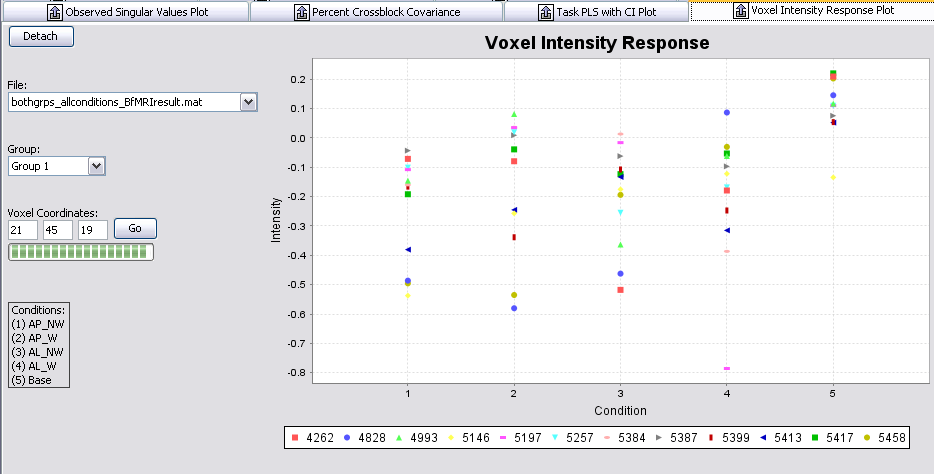 Observed Singular Values Plot Percent Crossblock Covariance Task PLS with CI Plot Voxel Intensity Response Plot
Detach
Voxel Intensity Response
File:
bothgrps_allconditions_BfMRIresult.mat
Group:
Group 1
Voxel Coordinates:
21 45 19 Go
Conditions:
(1) AP_NW
(2) AP_W
(3) AL_NW
(4) AL_W
(5) Base
Intensity
0.2
0.1
0.0
-0.1
-0.2
-0.3
-0.4
-0.5
-0.6
-0.7
-0.8
1 2 3 4 5
Condition
4262 4828 4993 5146 5197 5257 5384 5387 5399 5413 5417 5458